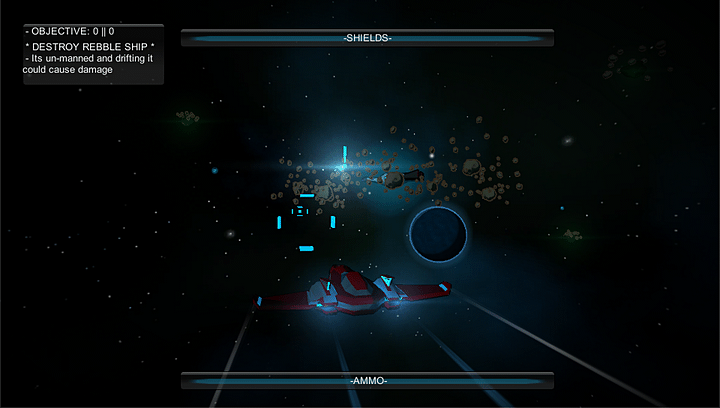 - OBJECTIVE: 0 || 0
* DESTROY REBBLE SHIP *
- Its un-manned and drifting it
could cause damage
-SHIELDS-
-AMMO-